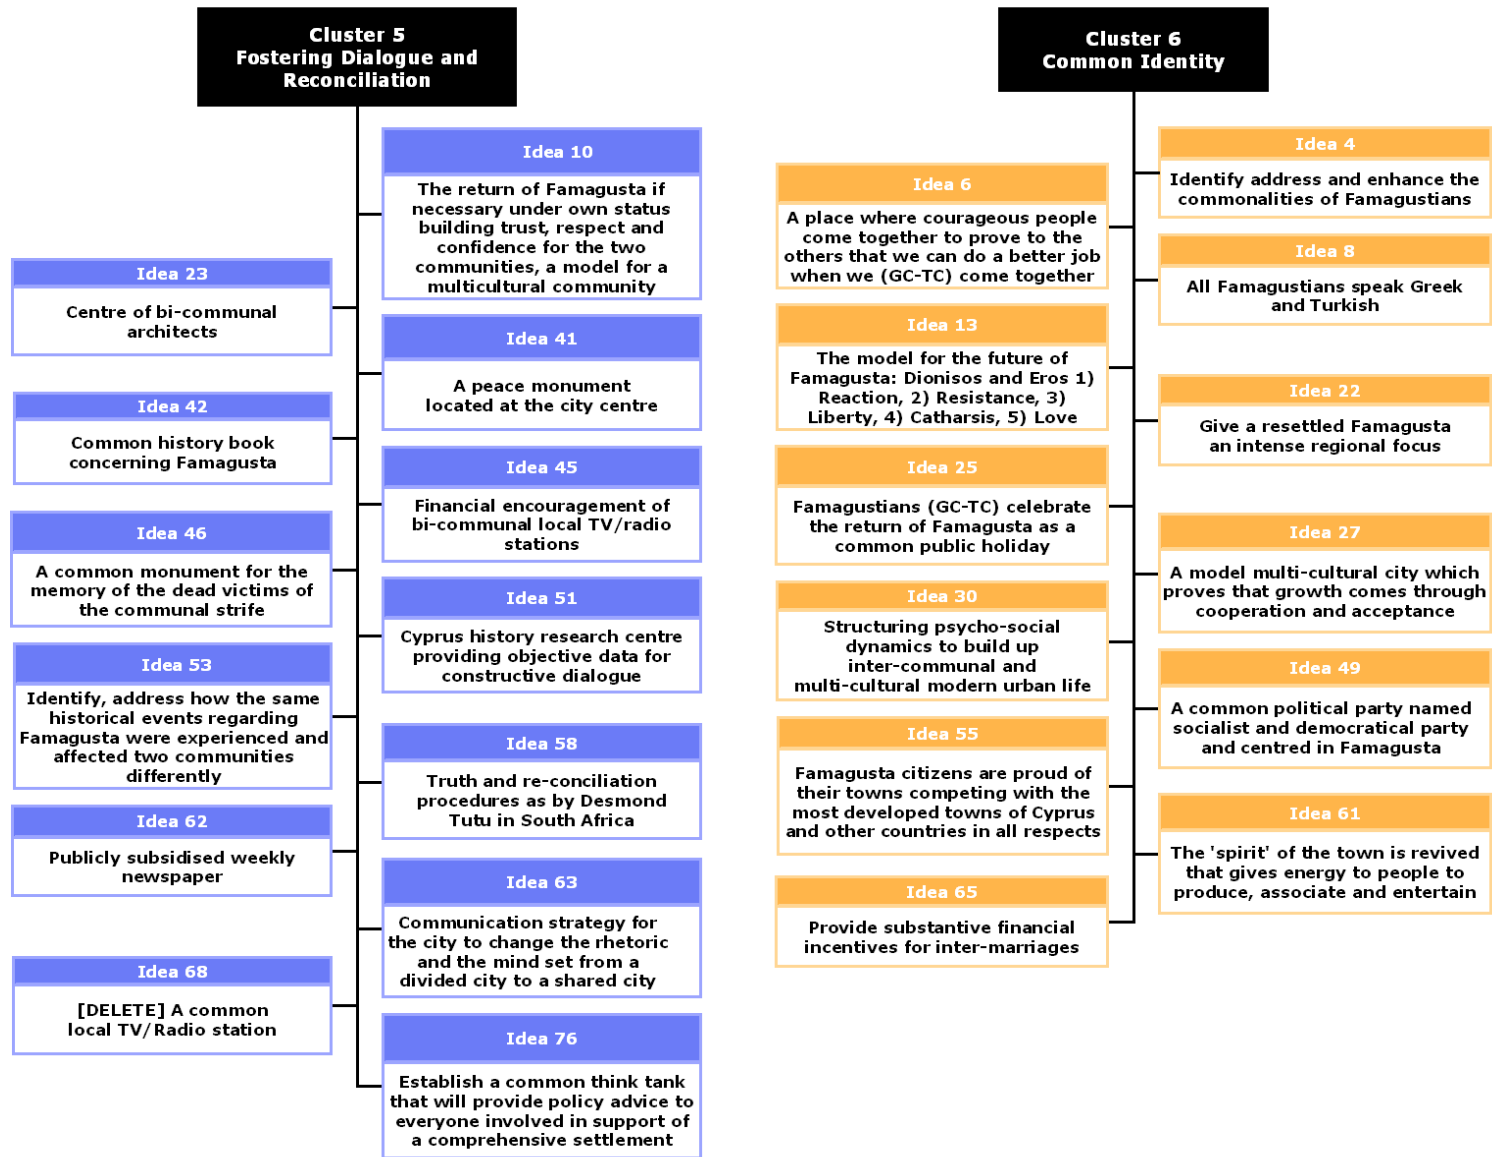 Cluster 5
Fostering Dialogue and
Reconciliation
Idea 10
The return of Famagusta if
necessary under own status
building trust, respect and
confidence for the two
communities, a model for a
multicultural community
Idea 23
Centre of bi-communal
architects
Idea 41
A peace monument
located at the city centre
Idea 42
Common history book
concerning Famagusta
Idea 45
Financial encouragement of
bi-communal local TV/radio
stations
Idea 46
A common monument for the
memory of the dead victims of
the communal strife
Idea 51
Cyprus history research centre
providing objective data for
constructive dialogue
Idea 53
Identify, address how the same
historical events regarding
Famagusta were experienced and
affected two communities
differently
Idea 58
Truth and re-conciliation
procedures as by Desmond
Tutu in South Africa
Idea 62
Publicly subsidised weekly
newspaper
Idea 63
Communication strategy for
the city to change the rhetoric
and the mind set from a
divided city to a shared city
Idea 68
[DELETE] A common
local TV/Radio station
Idea 76
Establish a common think tank
that will provide policy advice to
everyone involved in support of
a comprehensive settlement
Cluster 6
Common Identity
Idea 4
Identify address and enhance the
commonalities of Famagustians
Idea 6
A place where courageous people
come together to prove to the
others that we can do a better job
when we (GC-TC) come together
Idea 8
All Famagustians speak Greek
and Turkish
Idea 13
The model for the future of
Famagusta: Dionisos and Eros 1)
Reaction, 2) Resistance, 3)
Liberty, 4) Catharsis, 5) Love
Idea 22
Give a resettled Famagusta
an intense regional focus
Idea 25
Famagustians (GC-TC) celebrate
the return of Famagusta as a
common public holiday
Idea 27
A model multi-cultural city which
proves that growth comes through
cooperation and acceptance
Idea 30
Structuring psycho-social
dynamics to build up
inter-communal and
multi-cultural modern urban life
Idea 49
A common political party named
socialist and democratical party
and centred in Famagusta
Idea 55
Famagusta citizens are proud of
their towns competing with the
most developed towns of Cyprus
and other countries in all respects
Idea 61
The 'spirit' of the town is revived
that gives energy to people to
produce, associate and entertain
Idea 65
Provide substantive financial
incentives for inter-marriages